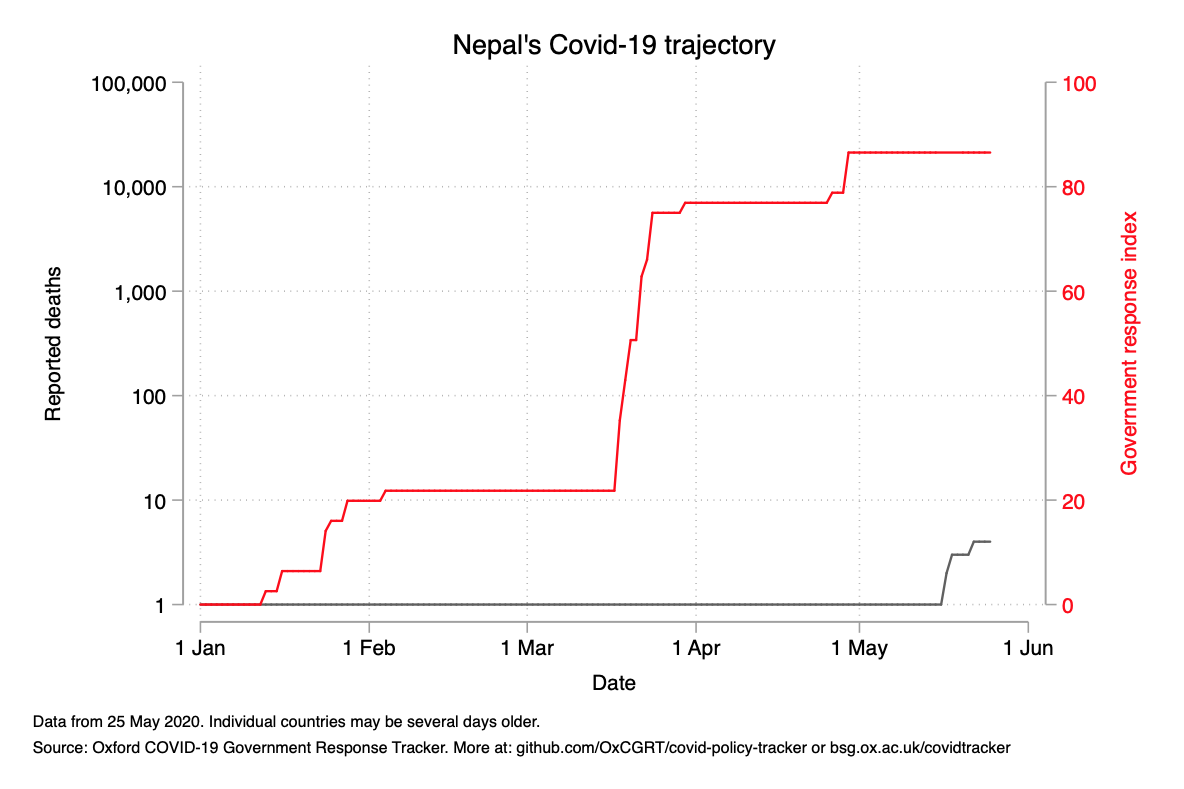 Nepal's Covid-19 trajectory
100,000
10,000
1,000
100
10
1
Reported deaths
100
80
60
40
20
0
Government response index
1 Jan
1 Feb
1 Mar
1 Apr
1 May
1 Jun
Date
Data from 25 May 2020. Individual countries may be several days older.
Source: Oxford COVID-19 Government Response Tracker. More at: github.com/OxCGRT/covid-policy-tracker or bsg.ox.ac.uk/covidtracker